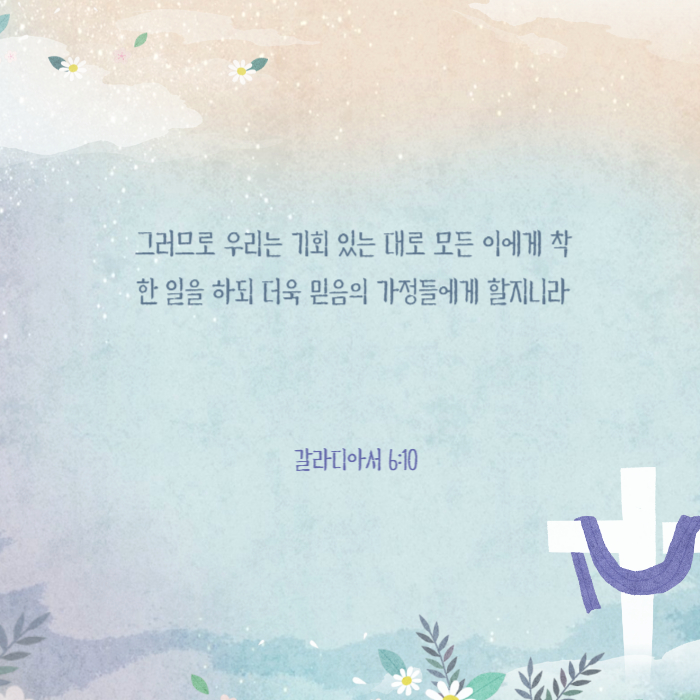 그러므로 우리는 기회 있는 대로 모든 이에게 착
한 일을 하되 더욱 믿음의 가정들에게 할지니라
갈라디아서 6:10